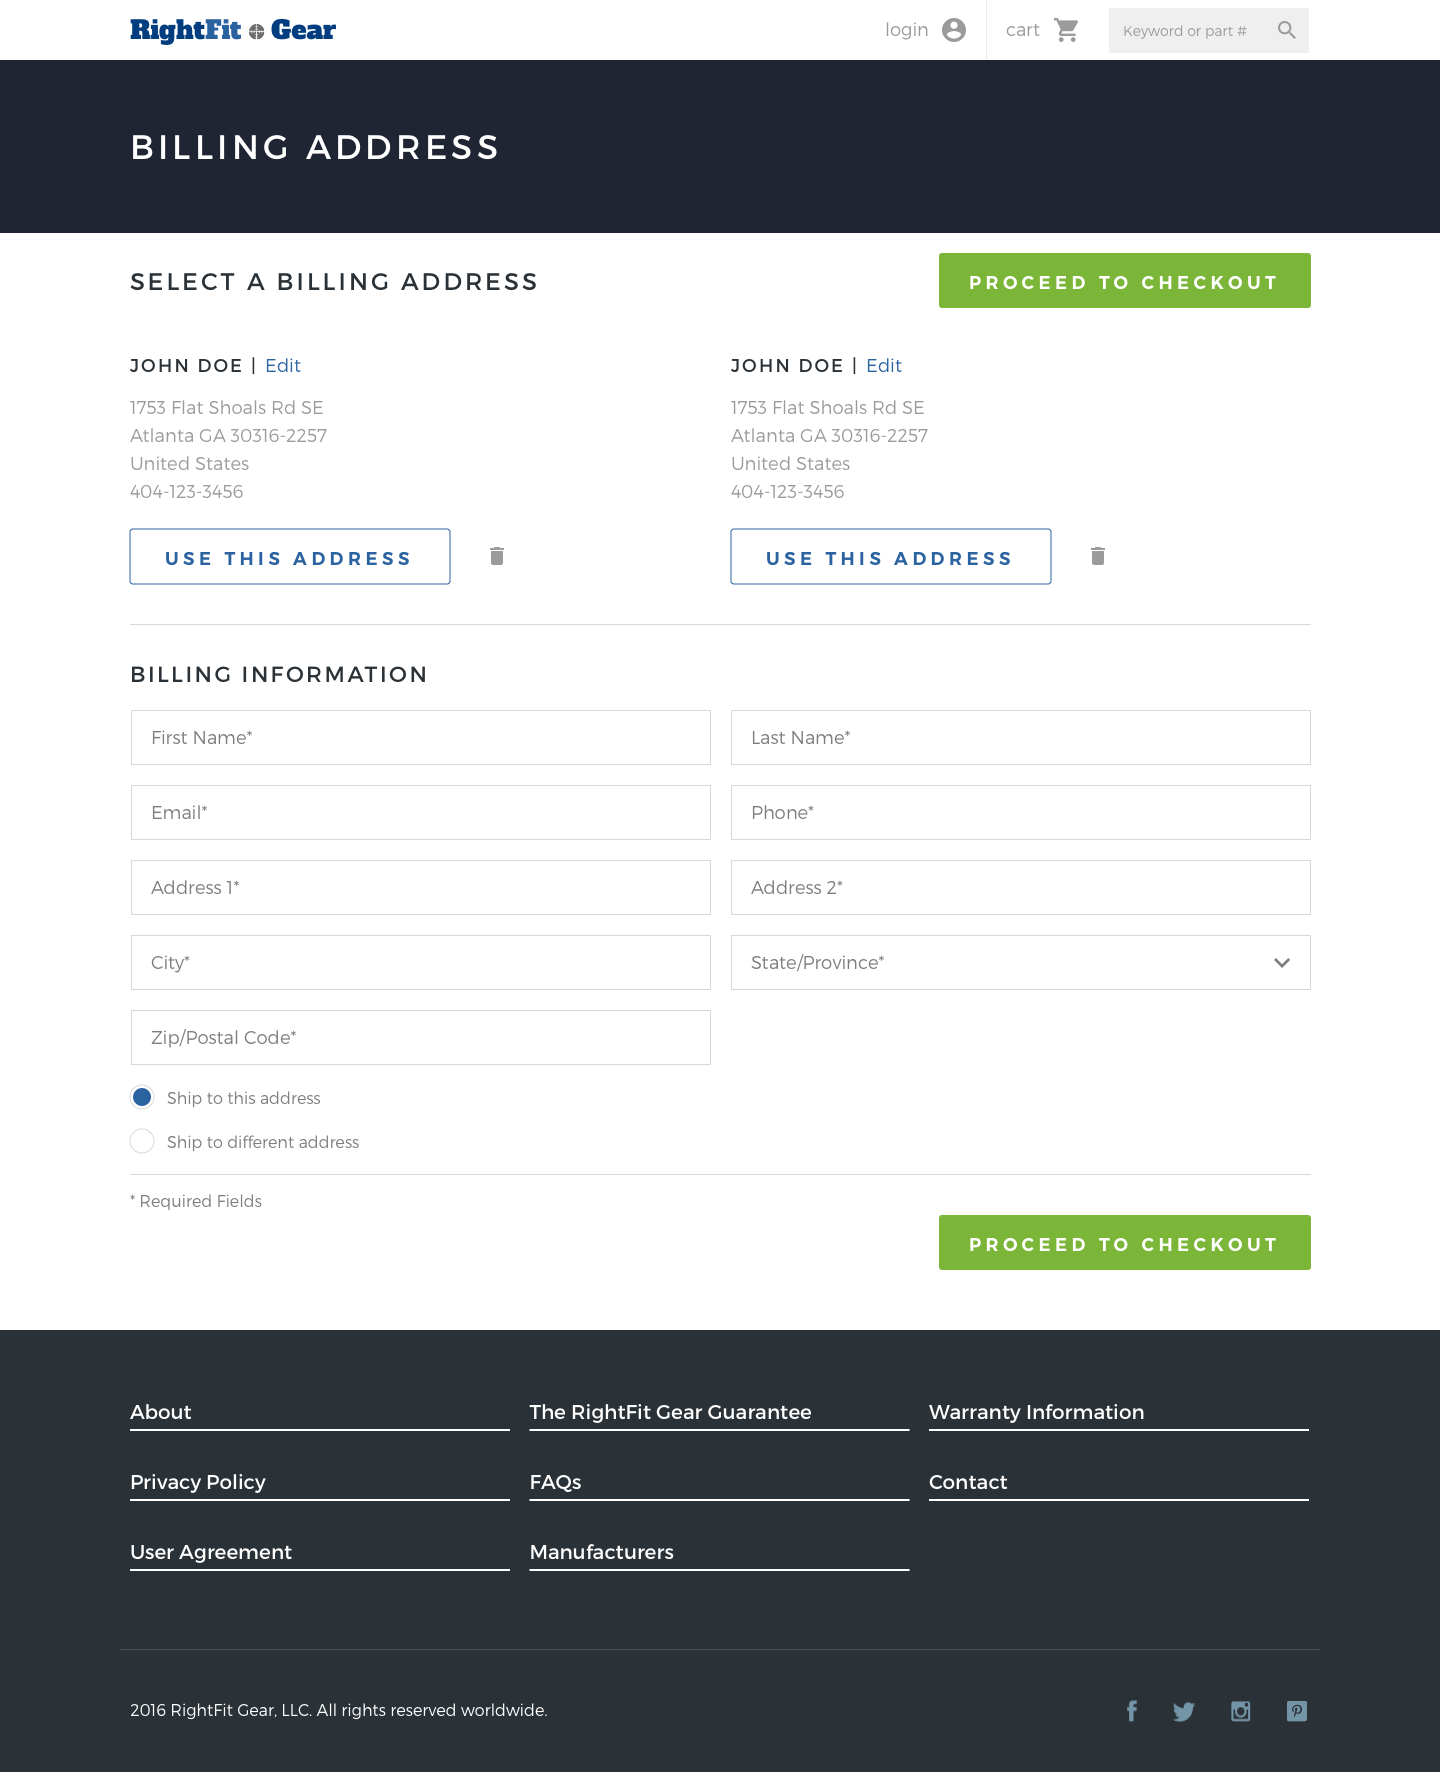 RightFit Gear
login
cart
Keyword or part #
BILLING ADDRESS
SELECT A BILLING ADDRESS
PROCEED TO CHECKOUT
JOHN DOE | Edit
1753 Flat Shoals Rd SE
Atlanta GA 30316-2257
United States
404-123-3456
USE THIS ADDRESS
JOHN DOE | Edit
1753 Flat Shoals Rd SE
Atlanta GA 30316-2257
United States
404-123-3456
USE THIS ADDRESS
BILLING INFORMATION
First Name*
Last Name*
Email*
Phone*
Address 1*
Address 2*
City*
State/Province*
Zip/Postal Code*
Ship to this address
Ship to different address
* Required Fields
PROCEED TO CHECKOUT
About
The RightFit Gear Guarantee
Warranty Information
Privacy Policy
FAQs
Contact
User Agreement
Manufacturers
2016 RightFit Gear, LLC. All rights reserved worldwide.